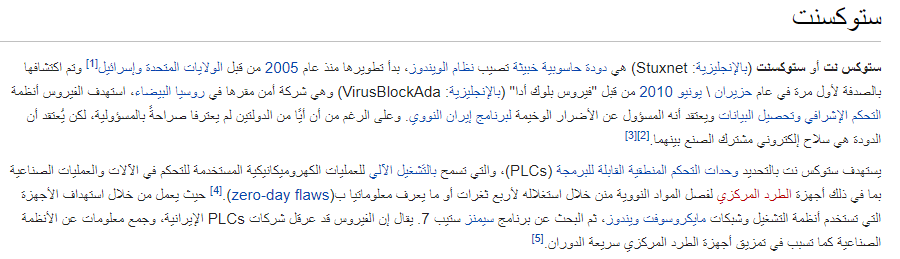 ستوكسنت
ستوكس نت أو ستوكسنت (بالإنجليزية: Stuxnet) هي دودة حاسوبية خبيثة تصيب نظام الويندوز، بدأ تطويرها منذ عام 2005 من قبل الولايات المتحدة وإسرائيل[1] وتم اكتشافها
بالصدفة لأول مرة في عام حزيران \ يونيو 2010 من قبل "فيروس بلوك أدا" (بالإنجليزية: VirusBlockAda) وهي شركة أمن مقرها في روسيا البيضاء، استهدف الفيروس أنظمة
التحكم الإشرافي وتحصيل البيانات ويعتقد أنه المسؤول عن الأضرار الوخيمة لبرنامج إيران النووي. وعلى الرغم من أن أيًا من الدولتين لم يعترفا صراحةً بالمسؤولية، لكن يُعتقد أن
الدودة هي سلاح إلكتروني مشترك الصنع بينهما.[2][3]
يستهدف ستوكس نت بالتحديد وحدات التحكم المنطقية القابلة للبرمجة (PLCs)، والتي تسمح بالتشغيل الآلي للعمليات الكهروميكانيكية المستخدمة للتحكم في الآلات والعمليات الصناعية
بما في ذلك أجهزة الطرد المركزي لفصل المواد النووية منن خلال استغلاله لأربع ثغرات أو ما يعرف معلوماتيا ب(zero-day flaws).[4] حيث يعمل من خلال استهداف الأجهزة
التي تستخدم أنظمة التشغيل وشبكات مايكروسوفت ويندوز، ثم البحث عن برنامج سيمنز ستيب 7. يقال إن الفيروس قد عرقل شركات PLCs الإيرانية، وجمع معلومات عن الأنظمة
الصناعية كما تسبب في تمزيق أجهزة الطرد المركزي سريعة الدوران.[5]